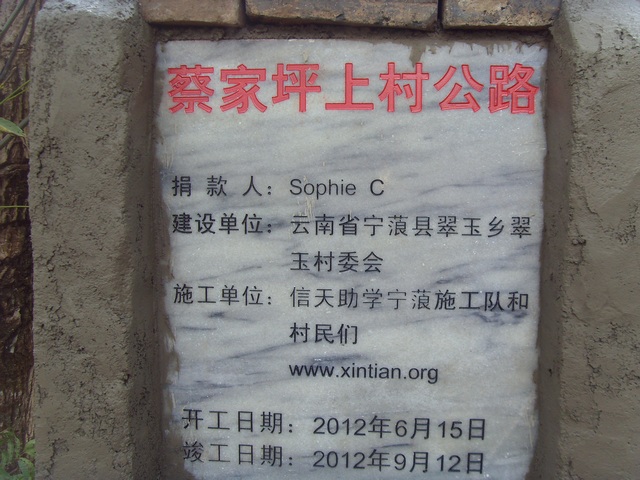 蔡家坪上村公路
捐款人：Sophie C
建设单位：云南省宁蒗县翠玉乡翠
玉村委会
施工单位：信天助学宁蒗施工队和
村民们
www.xintian.org
开工日期：2012年6月15日
竣工日期：2012年9月12日